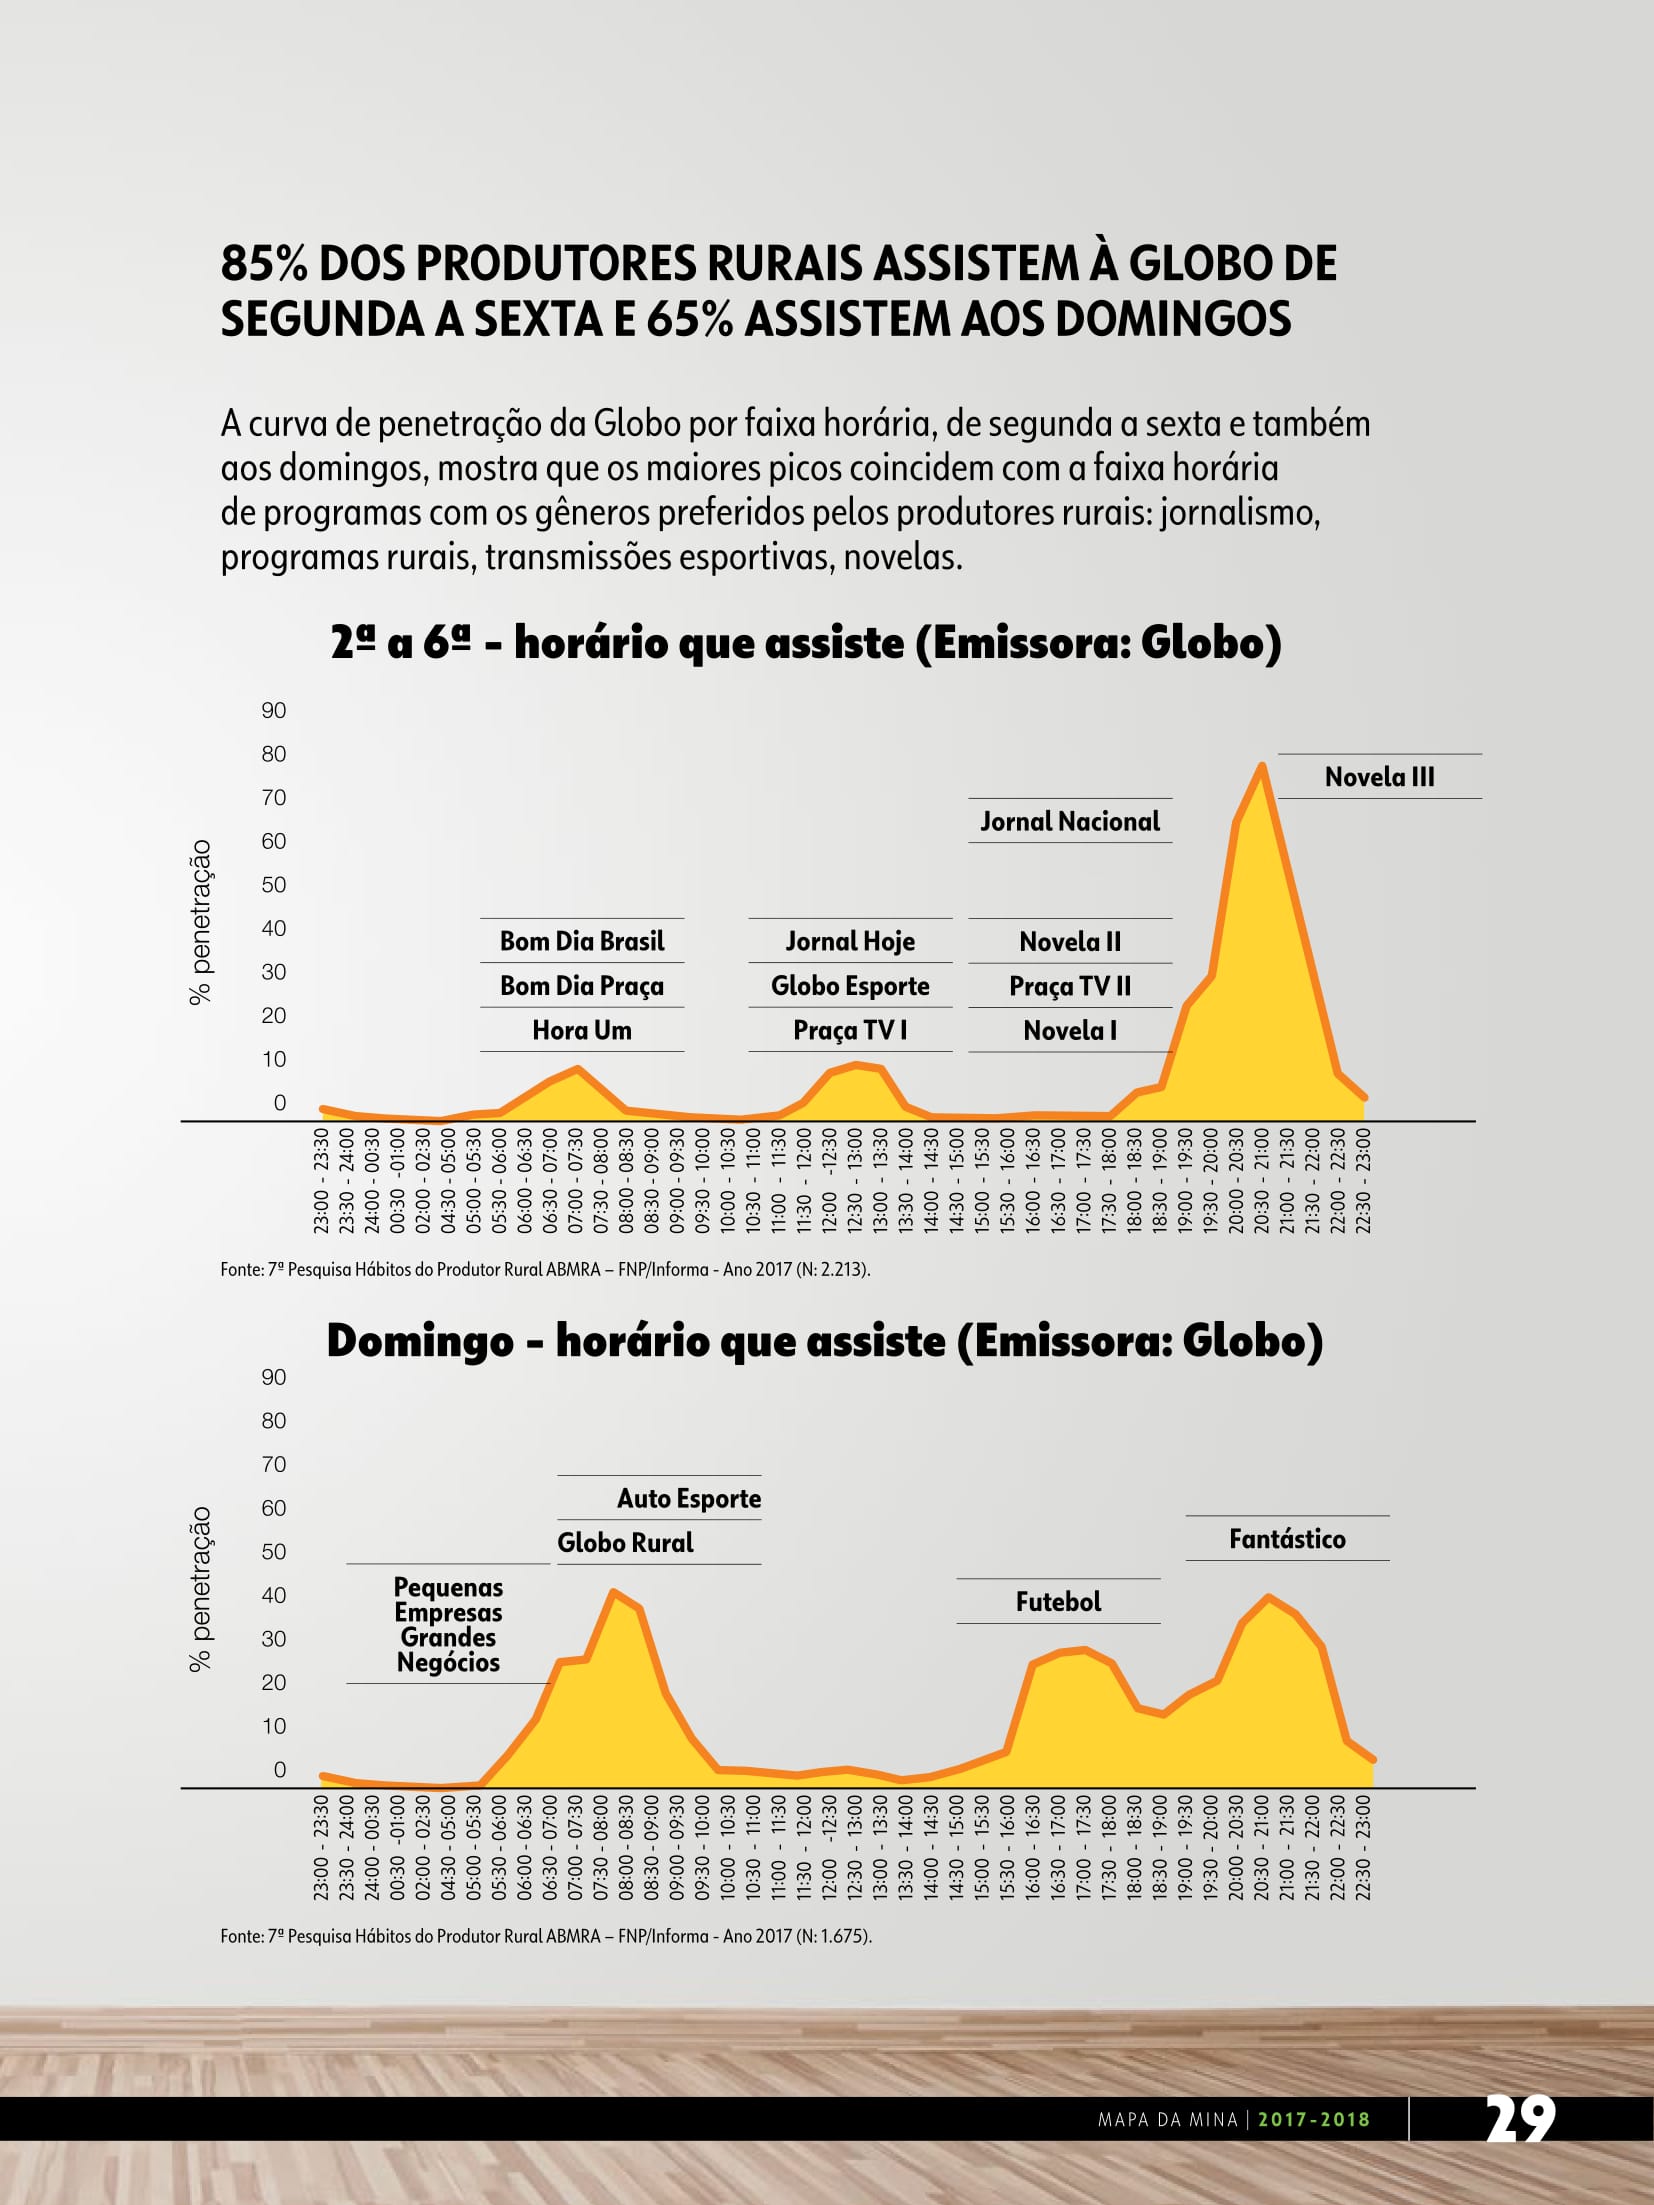 85% DOS PRODUTORES RURAIS ASSISTEM À GLOBO DE
SEGUNDA A SEXTA E 65% ASSISTEM AOS DOMINGOS
A curva de penetração da Globo por faixa horária, de segunda a sexta e também
aos domingos, mostra que os maiores picos coincidem com a faixa horária
de programas com os gêneros preferidos pelos produtores rurais: jornalismo,
programas rurais, transmissões esportivas, novelas.
2ª a 6ª - horário que assiste (Emissora: Globo)
% penetração
90
80
70
60
50
40
30
20
10
0
Bom Dia Brasil
Bom Dia Praça
Hora Um
Jornal Hoje
Globo Esporte
Praça TV I
Jornal Nacional
Novela II
Praça TV II
Novela I
Novela III
23:00 - 23:30
23:30 - 24:00
24:00 - 00:30
00:30 -01:00
02:00 - 02:30
04:30 - 05:00
05:00 - 05:30
05:30 - 06:00
06:00 - 06:30
06:30 - 07:00
07:00 - 07:30
07:30 - 08:00
08:00 - 08:30
08:30 - 09:00
09:00 - 09:30
09:30 - 10:00
10:00 - 10:30
10:30 - 11:00
11:00 - 11:30
11:30 - 12:00
12:00 -12:30
12:30 - 13:00
13:00 - 13:30
13:30 - 14:00
14:00 - 14:30
14:30 - 15:00
15:00 - 15:30
15:30 - 16:00
16:00 - 16:30
16:30 - 17:00
17:00 - 17:30
17:30 - 18:00
18:00 - 18:30
18:30 - 19:00
19:00 - 19:30
19:30 - 20:00
20:00 - 20:30
20:30 - 21:00
21:00 - 21:30
21:30 - 22:00
22:00 - 22:30
22:30 - 23:00
Fonte: 7ª Pesquisa Hábitos do Produtor Rural ABMRA – FNP/Informa - Ano 2017 (N: 2.213).
Domingo - horário que assiste (Emissora: Globo)
% penetração
90
80
70
60
50
40
30
20
10
0
Pequenas
Empresas
Grandes
Negócios
Auto Esporte
Globo Rural
Futebol
Fantástico
23:00 - 23:30
23:30 - 24:00
24:00 - 00:30
00:30 -01:00
02:00 - 02:30
04:30 - 05:00
05:00 - 05:30
05:30 - 06:00
06:00 - 06:30
06:30 - 07:00
07:00 - 07:30
07:30 - 08:00
08:00 - 08:30
08:30 - 09:00
09:00 - 09:30
09:30 - 10:00
10:00 - 10:30
10:30 - 11:00
11:00 - 11:30
11:30 - 12:00
12:00 -12:30
12:30 - 13:00
13:00 - 13:30
13:30 - 14:00
14:00 - 14:30
14:30 - 15:00
15:00 - 15:30
15:30 - 16:00
16:00 - 16:30
16:30 - 17:00
17:00 - 17:30
17:30 - 18:00
18:00 - 18:30
18:30 - 19:00
19:00 - 19:30
19:30 - 20:00
20:00 - 20:30
20:30 - 21:00
21:00 - 21:30
21:30 - 22:00
22:00 - 22:30
22:30 - 23:00
Fonte: 7ª Pesquisa Hábitos do Produtor Rural ABMRA – FNP/Informa - Ano 2017 (N: 1.675).
MAPA DA MINA | 2017-2018
29